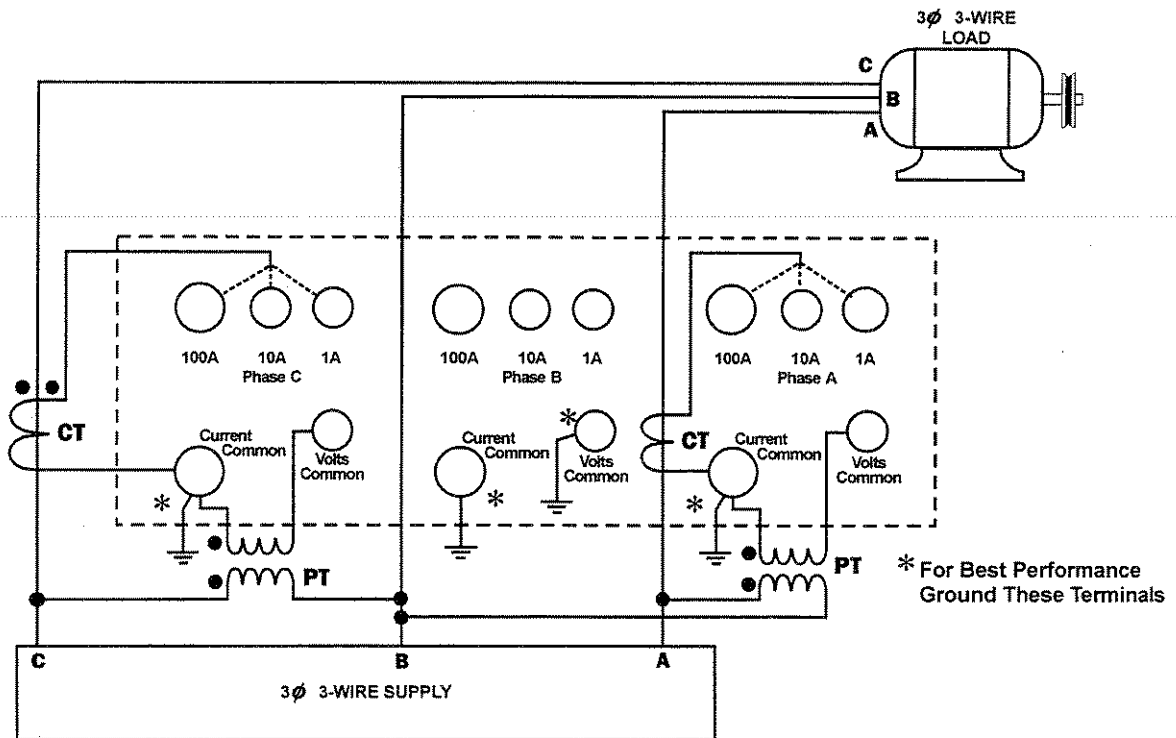 3ϕ 3-WIRE
LOAD
C
B
A
100A 10A 1A
Phase C
100A 10A 1A
Phase B
100A 10A 1A
Phase A
CT
Current
Common
Volts
Common
*
Current
Common
*
*
Volts
Common
CT
Current
Common
*
Volts
Common
PT
PT
* For Best Performance
Ground These Terminals
C B A
3ϕ 3-WIRE SUPPLY